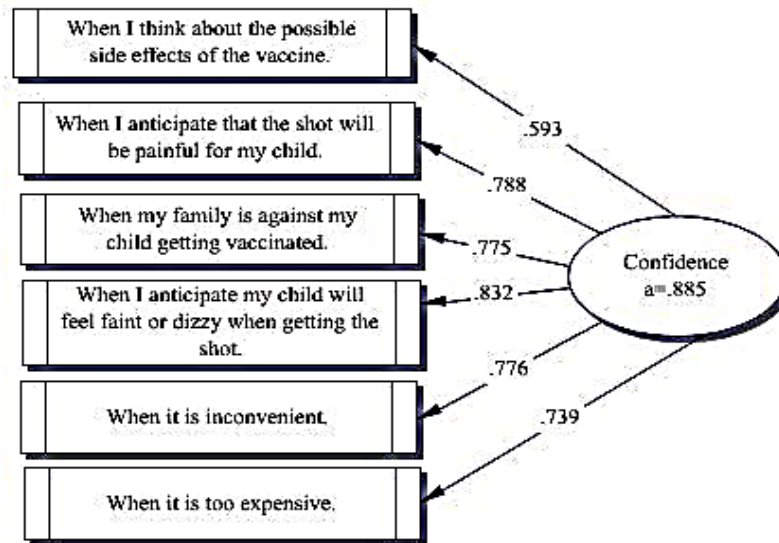 When I think about the possible
side effects of the vaccine.
.593
When I anticipate that the shot will
be painful for my child.
.788
When my family is against my
child getting vaccinated.
.775
Confidence
a=.885
When I anticipate my child will
feel faint or dizzy when getting the
shot.
.832
.776
When it is inconvenient.
.739
When it is too expensive.